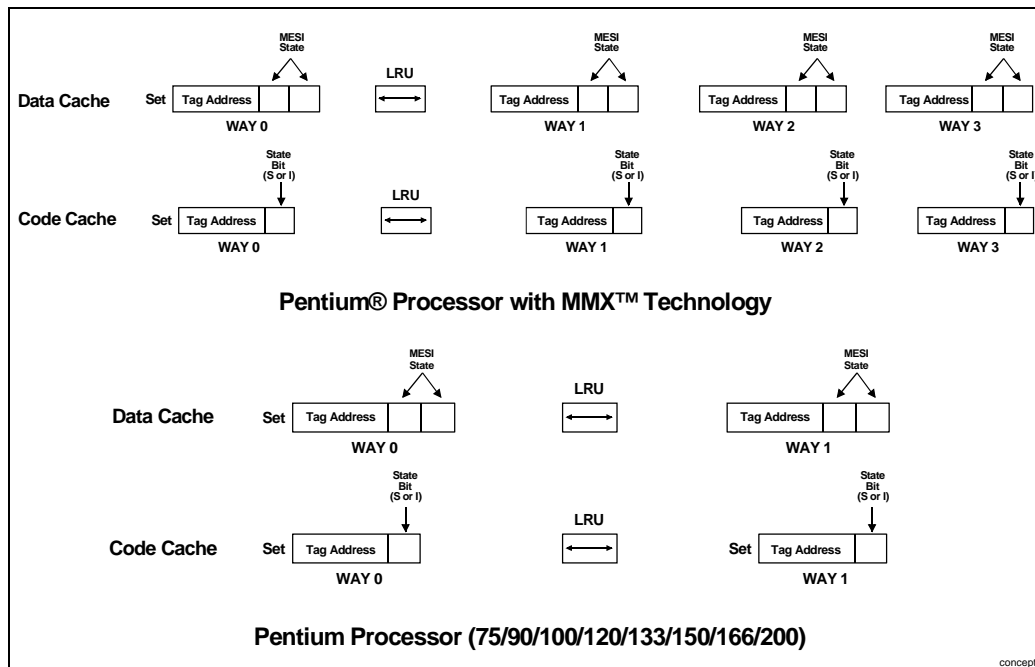 MESI State MESI State MESI State MESI State
LRU
Data Cache Set Tag Address Tag Address Tag Address Tag Address
WAY 0 WAY 1 WAY 2 WAY 3
State Bit (S or I) State Bit (S or I) State Bit (S or I) State Bit (S or I)
LRU
Code Cache Set Tag Address Tag Address Tag Address Tag Address
WAY 0 WAY 1 WAY 2 WAY 3
Pentium® Processor with MMX™ Technology
MESI State MESI State
LRU
Data Cache Set Tag Address Tag Address
WAY 0 WAY 1
State Bit (S or I) State Bit (S or I)
LRU
Code Cache Set Tag Address Set Tag Address
WAY 0 WAY 1
Pentium Processor (75/90/100/120/133/150/166/200)